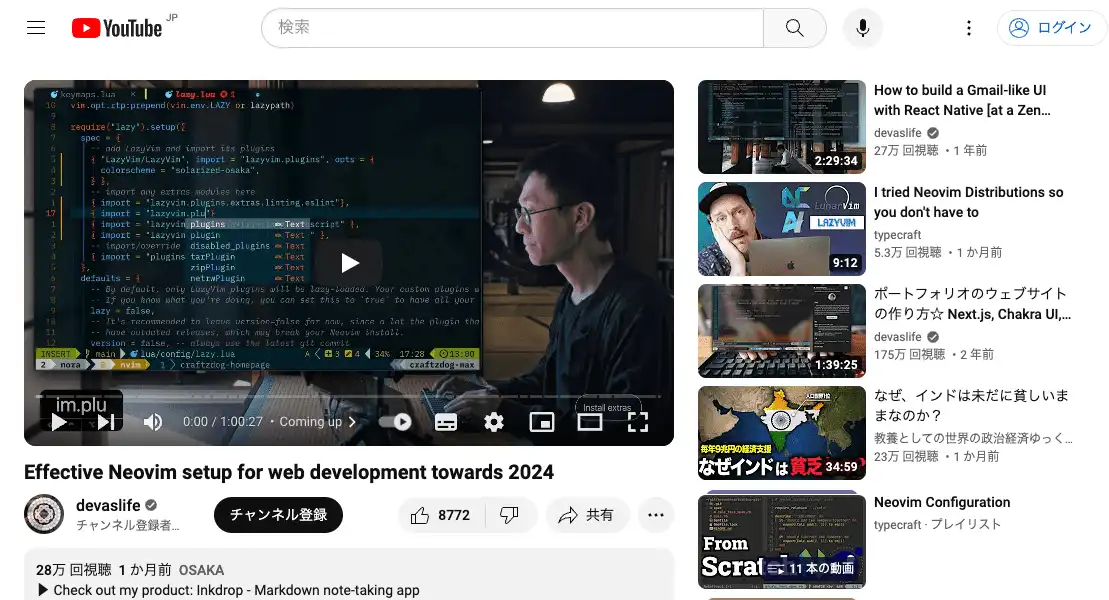 YouTube JP
検索
ログイン
keymaps.lua × lazy.lua
vim.opt.rtp:prepend(vim.env.LAZY or lazypath)
require("lazy").setup({
spec = {
-- add LazyVim and import its plugins
{ "LazyVim/LazyVim", import = "lazyvim.plugins", opts = {
colorscheme = "solarized-osaka",
} },
-- import any extras modules here
{ import = "lazyvim.plugins.extras.linting.eslint"},
17 { import = "lazyvim.plu"}
{ import = "lazyvim plugins Text script" },
{ import = "lazyvim plugin Text " },
-- import/override disabled_plugins Text
{ import = "plugins tarPlugin Text
}, zipPlugin Text
defaults = { netrwPlugin Text
-- By default, only LazyVim plugins will be lazy-loaded. Your custom plugins w
-- If you know what you're doing, you can set this to `true` to have all your
lazy = false,
-- It's recommended to leave version=false for now, since a lot the plugin tha
-- have outdated releases, which may break your Neovim install.
version = false, -- always use the latest git commit
INSERT main lua/config/lazy.lua 3 4 34% 17:28 13:00
2 nora nvim 1 craftzdog-homepage craftzdog-max
im.plu
Install extras
0:00 / 1:00:27 • Coming up
Effective Neovim setup for web development towards 2024
devaslife
チャンネル登録者...
チャンネル登録
8772
共有
28万 回視聴 1 か月前 OSAKA
▶ Check out my product: Inkdrop - Markdown note-taking app
2:29:34
How to build a Gmail-like UI
with React Native [at a Zen...
devaslife
27万 回視聴 • 1 年前
LunarVim
LAZYVIM
9:12
I tried Neovim Distributions so
you don't have to
typecraft
5.3万 回視聴 • 1 か月前
1:39:25
ポートフォリオのウェブサイト
の作り方☆ Next.js, Chakra UI,...
devaslife
175万 回視聴 • 2 年前
人口世界1位
毎年9兆円の経済支援
なぜインドは貧乏
34:59
なぜ、インドは未だに貧しいま
まなのか？
教養としての世界の政治経済ゆっく...
23万 回視聴 • 1 か月前
From
Scratch
11 本の動画
Neovim Configuration
typecraft · プレイリスト